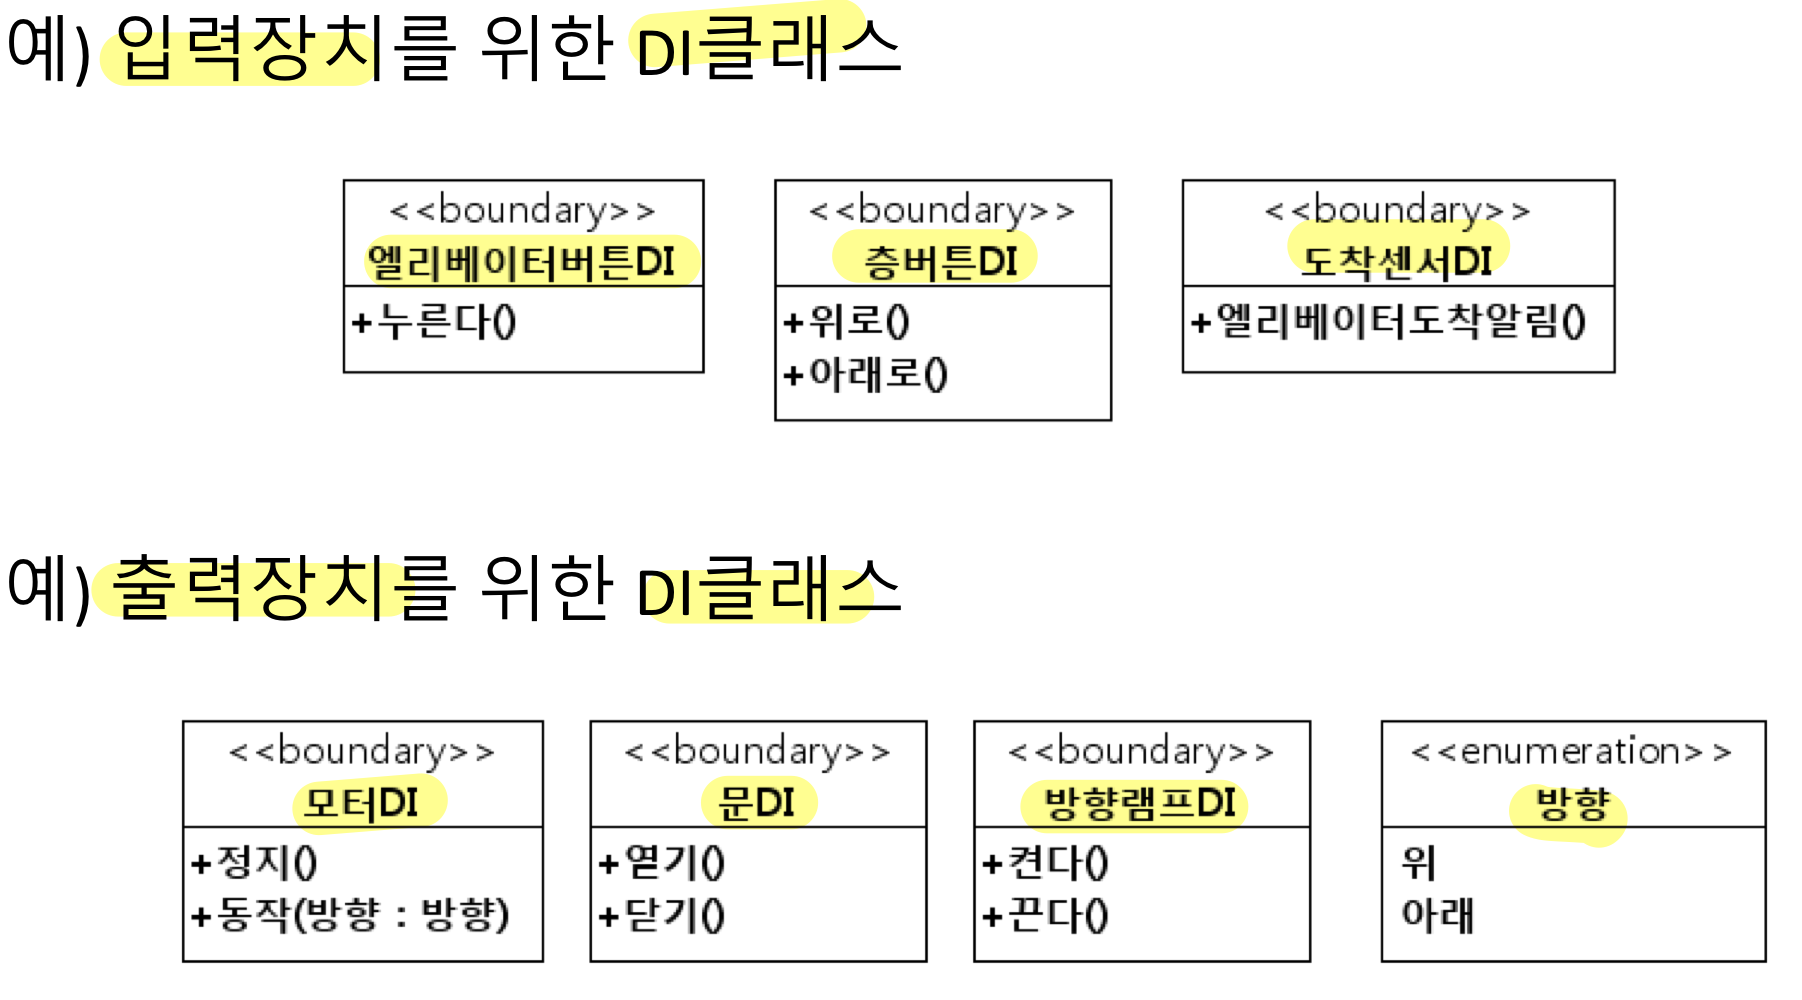 예) 입력장치를 위한 DI클래스
<<boundary>>
엘리베이터버튼DI
+누른다()
<<boundary>>
층버튼DI
+위로()
+아래로()
<<boundary>>
도착센서DI
+엘리베이터도착알림()
예) 출력장치를 위한 DI클래스
<<boundary>>
모터DI
+정지()
+동작(방향 : 방향)
<<boundary>>
문DI
+열기()
+닫기()
<<boundary>>
방향램프DI
+켠다()
+끈다()
<<enumeration>>
방향
위
아래